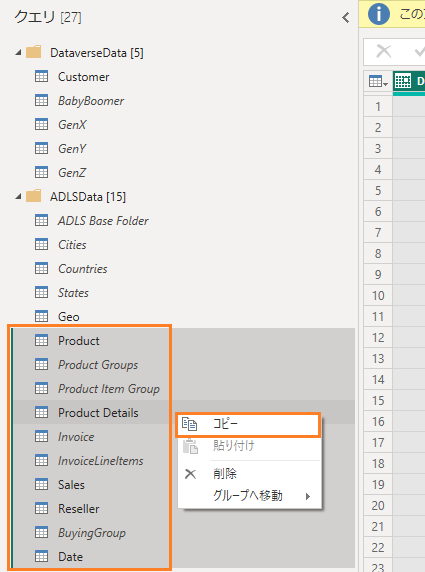 クエリ [27]
この
DataverseData [5]
Customer
BabyBoomer
GenX
GenY
GenZ
ADLSData [15]
ADLS Base Folder
Cities
Countries
States
Geo
Product
Product Groups
Product Item Group
Product Details
Invoice
InvoiceLineItems
Sales
Reseller
BuyingGroup
Date
コピー
貼り付け
削除
グループへ移動
D
1
2
3
4
5
6
7
8
9
10
11
12
13
14
15
16
17
18
19
20
21
22
23